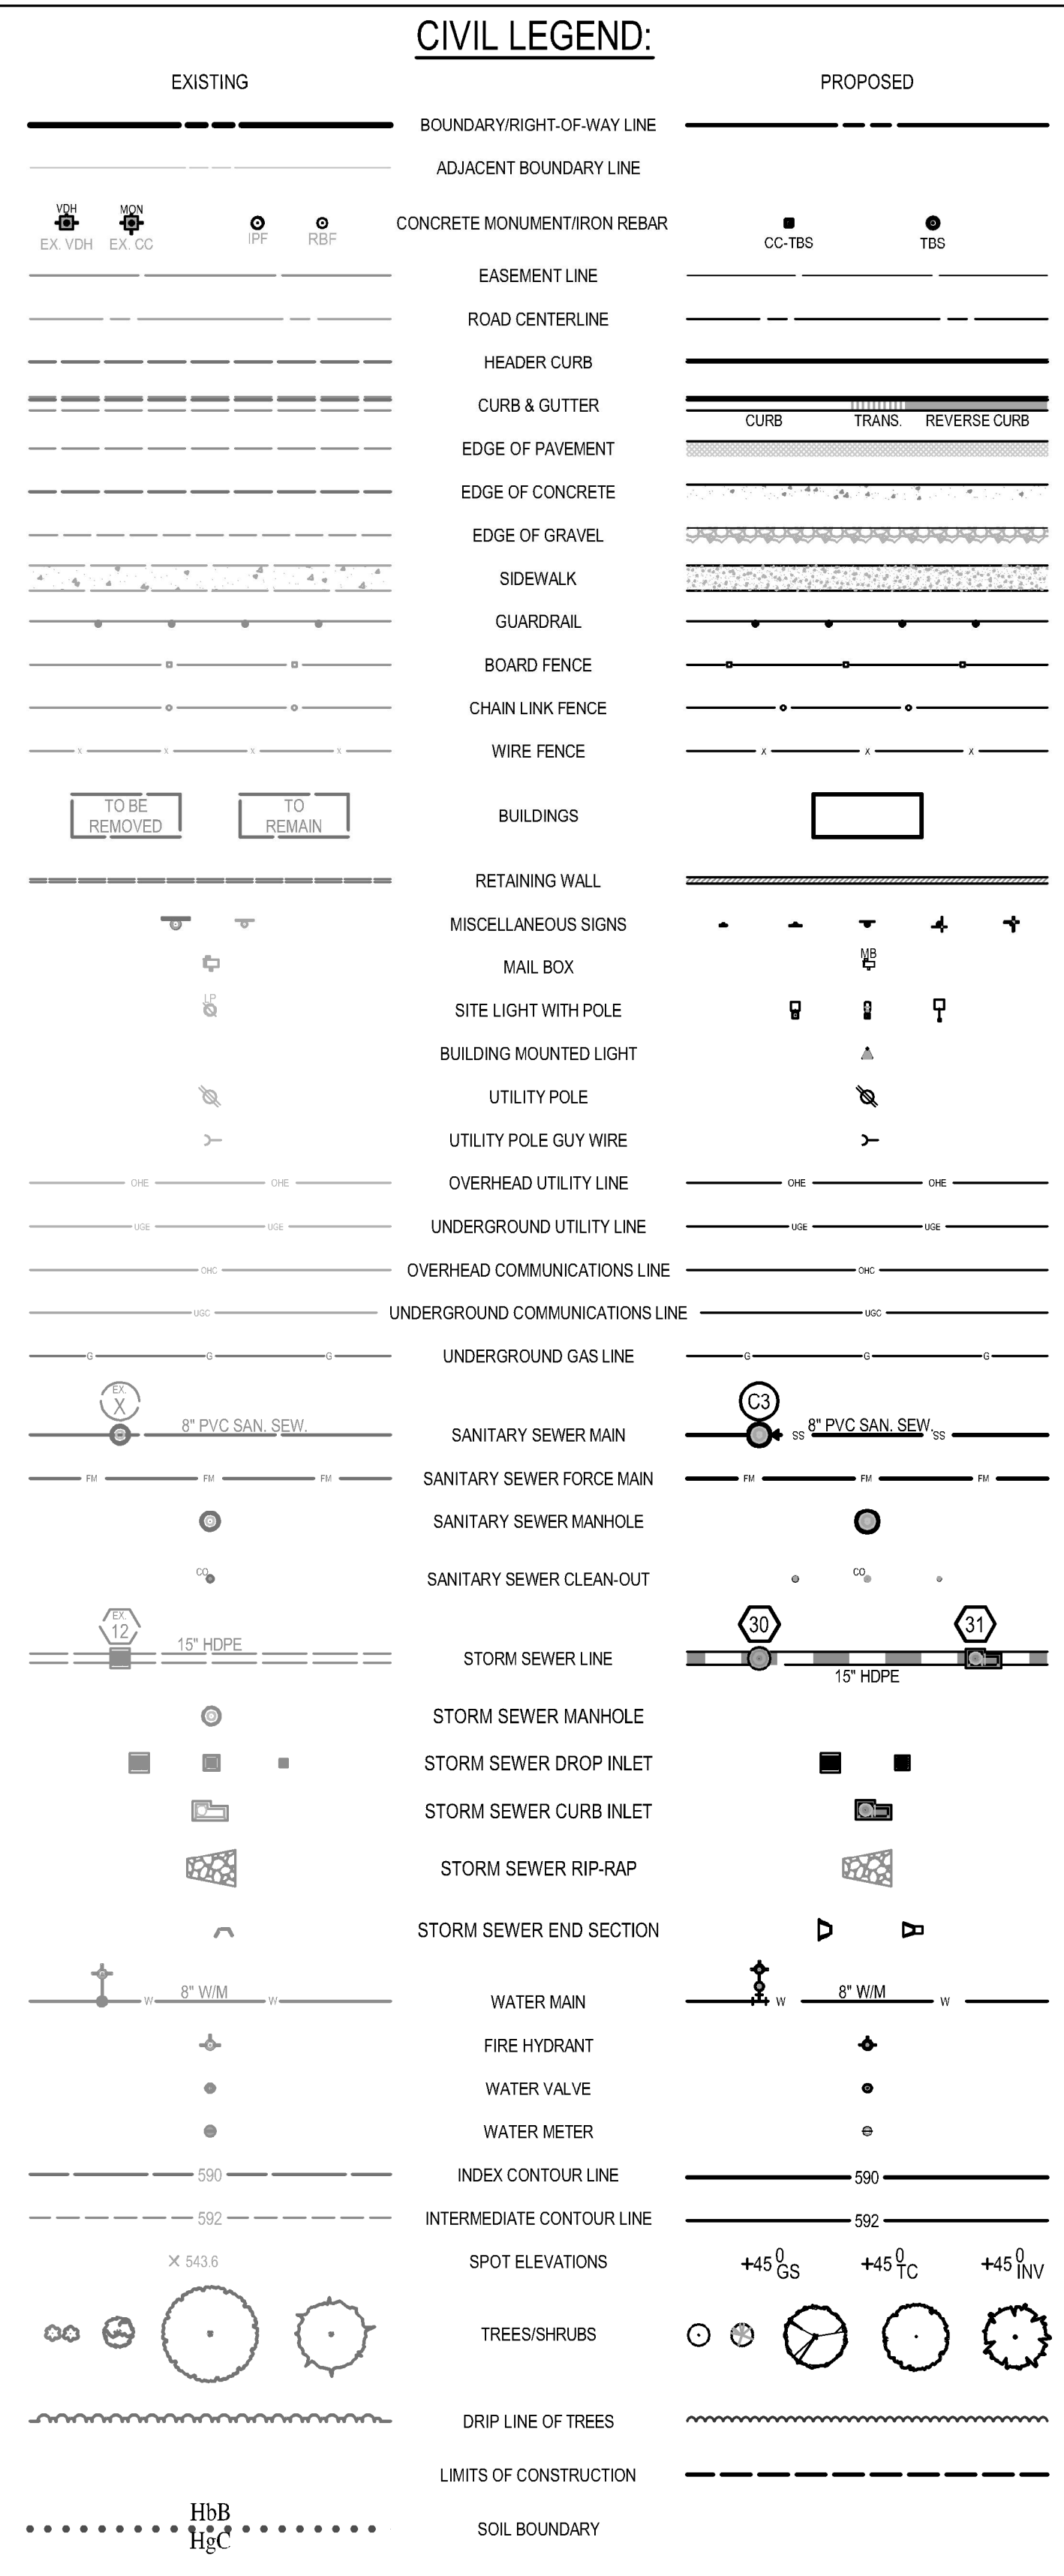 CIVIL LEGEND:
EXISTING
PROPOSED
BOUNDARY/RIGHT-OF-WAY LINE
ADJACENT BOUNDARY LINE
VDH
MON
EX. VDH
EX. CC
IPF
RBF
CONCRETE MONUMENT/IRON REBAR
CC-TBS
TBS
EASEMENT LINE
ROAD CENTERLINE
HEADER CURB
CURB & GUTTER
CURB
TRANS.
REVERSE CURB
EDGE OF PAVEMENT
EDGE OF CONCRETE
EDGE OF GRAVEL
SIDEWALK
GUARDRAIL
BOARD FENCE
CHAIN LINK FENCE
X X X X
WIRE FENCE
X X X
TO BE
REMOVED
TO
REMAIN
BUILDINGS
RETAINING WALL
MISCELLANEOUS SIGNS
MAIL BOX
MB
LP
SITE LIGHT WITH POLE
BUILDING MOUNTED LIGHT
UTILITY POLE
UTILITY POLE GUY WIRE
OHE OHE
OVERHEAD UTILITY LINE
OHE OHE
UGE UGE
UNDERGROUND UTILITY LINE
UGE UGE
OHC
OVERHEAD COMMUNICATIONS LINE
OHC
UGC
UNDERGROUND COMMUNICATIONS LINE
UGC
G G G
UNDERGROUND GAS LINE
G G G
EX.
X
8" PVC SAN. SEW.
SANITARY SEWER MAIN
C3
SS 8" PVC SAN. SEW. SS
FM FM FM
SANITARY SEWER FORCE MAIN
FM FM FM
SANITARY SEWER MANHOLE
CO
SANITARY SEWER CLEAN-OUT
CO
EX.
12
15" HDPE
STORM SEWER LINE
30
31
15" HDPE
STORM SEWER MANHOLE
STORM SEWER DROP INLET
STORM SEWER CURB INLET
STORM SEWER RIP-RAP
STORM SEWER END SECTION
W 8" W/M W
WATER MAIN
W 8" W/M W
FIRE HYDRANT
WATER VALVE
WATER METER
590
INDEX CONTOUR LINE
590
592
INTERMEDIATE CONTOUR LINE
592
X 543.6
SPOT ELEVATIONS
+45 0 GS
+45 0 TC
+45 0 INV
TREES/SHRUBS
DRIP LINE OF TREES
LIMITS OF CONSTRUCTION
HbB
HgC
SOIL BOUNDARY